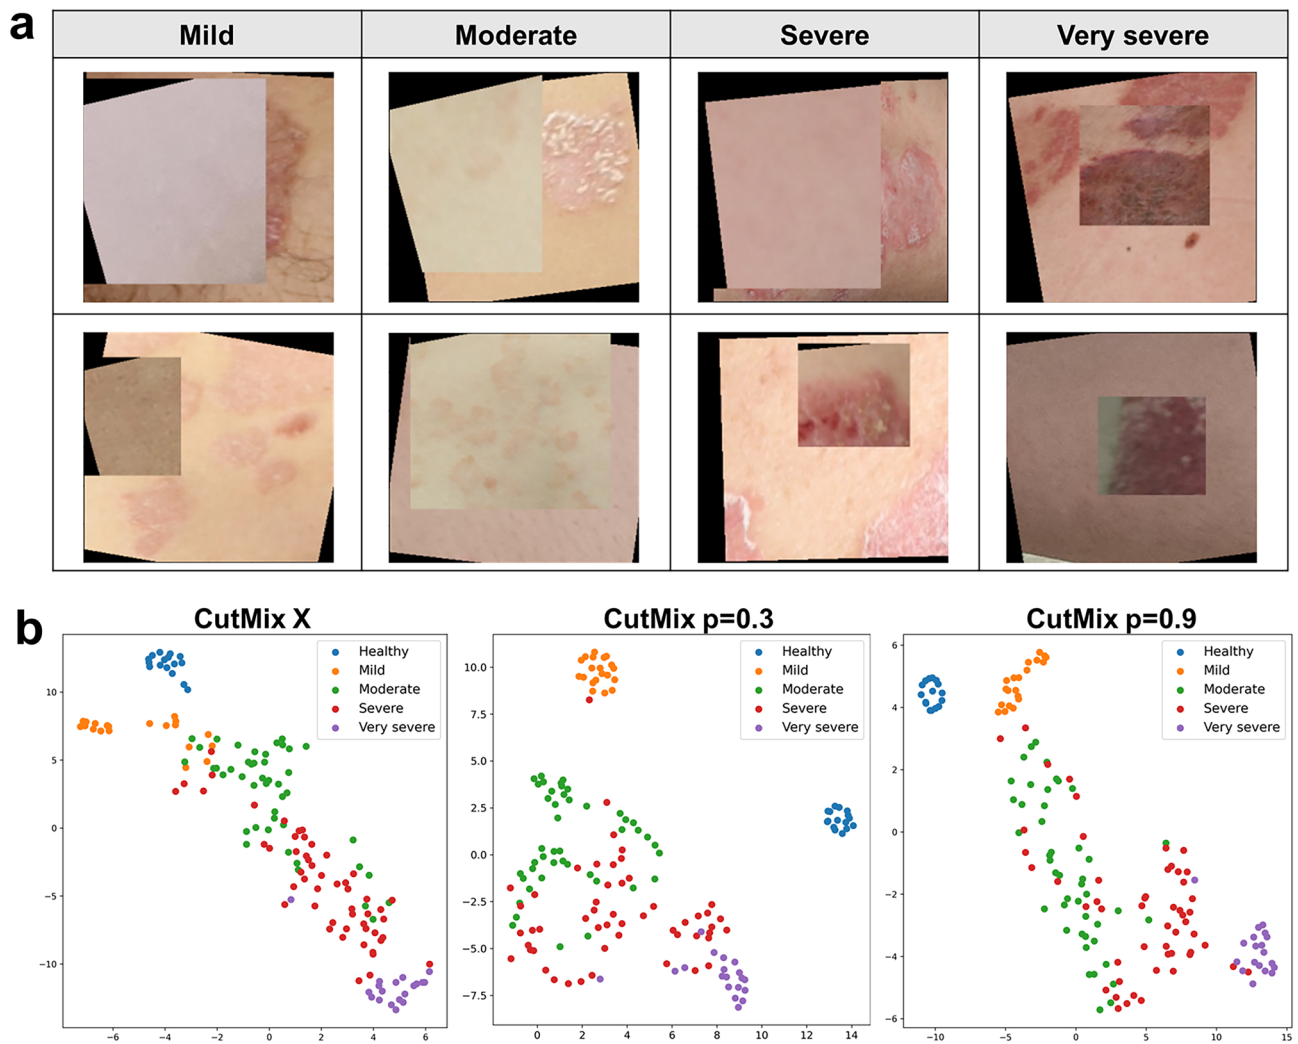 a
Mild Moderate Severe Very severe
b
CutMix X
Healthy
Mild
Moderate
Severe
Very severe
10
5
0
−5
−10
−6 −4 −2 0 2 4 6
CutMix p=0.3
Healthy
Mild
Moderate
Severe
Very severe
10.0
7.5
5.0
2.5
0.0
−2.5
−5.0
−7.5
0 2 4 6 8 10 12 14
CutMix p=0.9
Healthy
Mild
Moderate
Severe
Very severe
6
4
2
0
−2
−4
−6
−10 −5 0 5 10 15